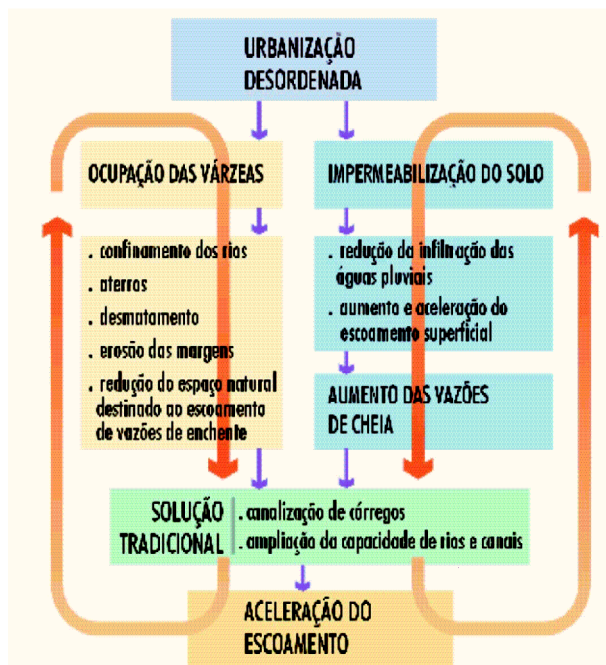 URBANIZAÇÃO
DESORDENADA
OCUPAÇÃO DAS VÁRZEAS
. confinamento dos rios
. aterros
. desmatamento
. erosão das margens
. redução do espaço natural
destinado ao escoamento
de vazões de enchente
IMPERMEABILIZAÇÃO DO SOLO
. redução da infiltração das
águas pluviais
. aumento e aceleração do
escoamento superficial
AUMENTO DAS VAZÕES
DE CHEIA
SOLUÇÃO
TRADICIONAL
. canalização de córregos
. ampliação da capacidade de rios e canais
ACELERAÇÃO DO
ESCOAMENTO